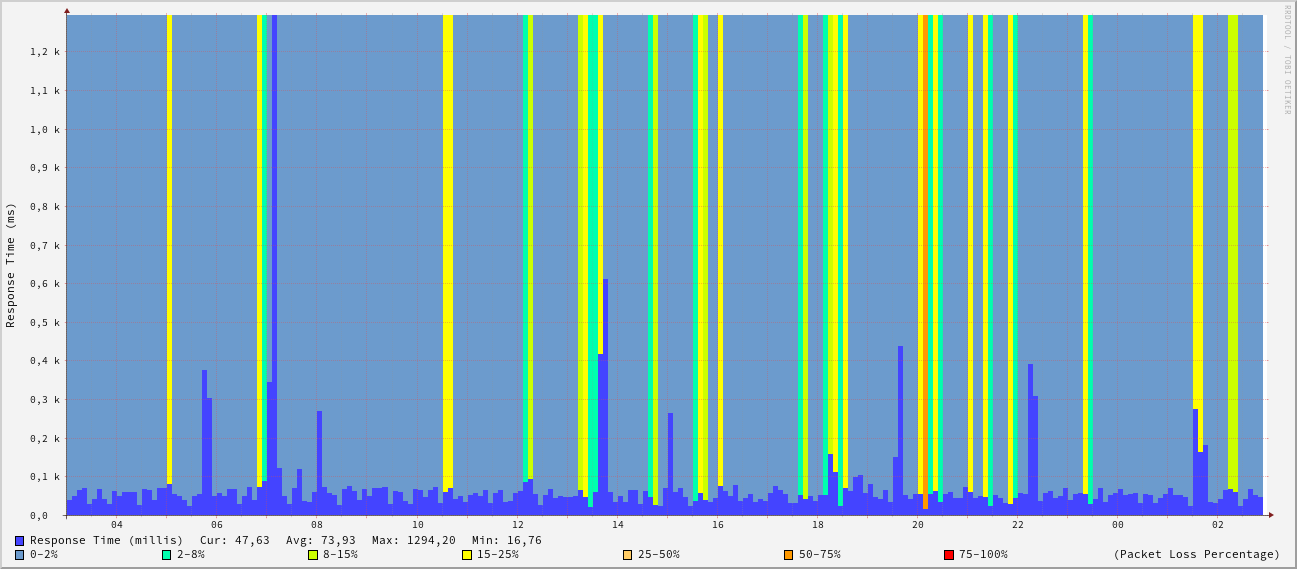 RRDTOOL / TOBI OETIKER
Response Time (ms)
1,2 k
1,1 k
1,0 k
0,9 k
0,8 k
0,7 k
0,6 k
0,5 k
0,4 k
0,3 k
0,2 k
0,1 k
0,0
04 06 08 10 12 14 16 18 20 22 00 02
Response Time (millis) Cur: 47,63 Avg: 73,93 Max: 1294,20 Min: 16,76
0-2% 2-8% 8-15% 15-25% 25-50% 50-75% 75-100% (Packet Loss Percentage)